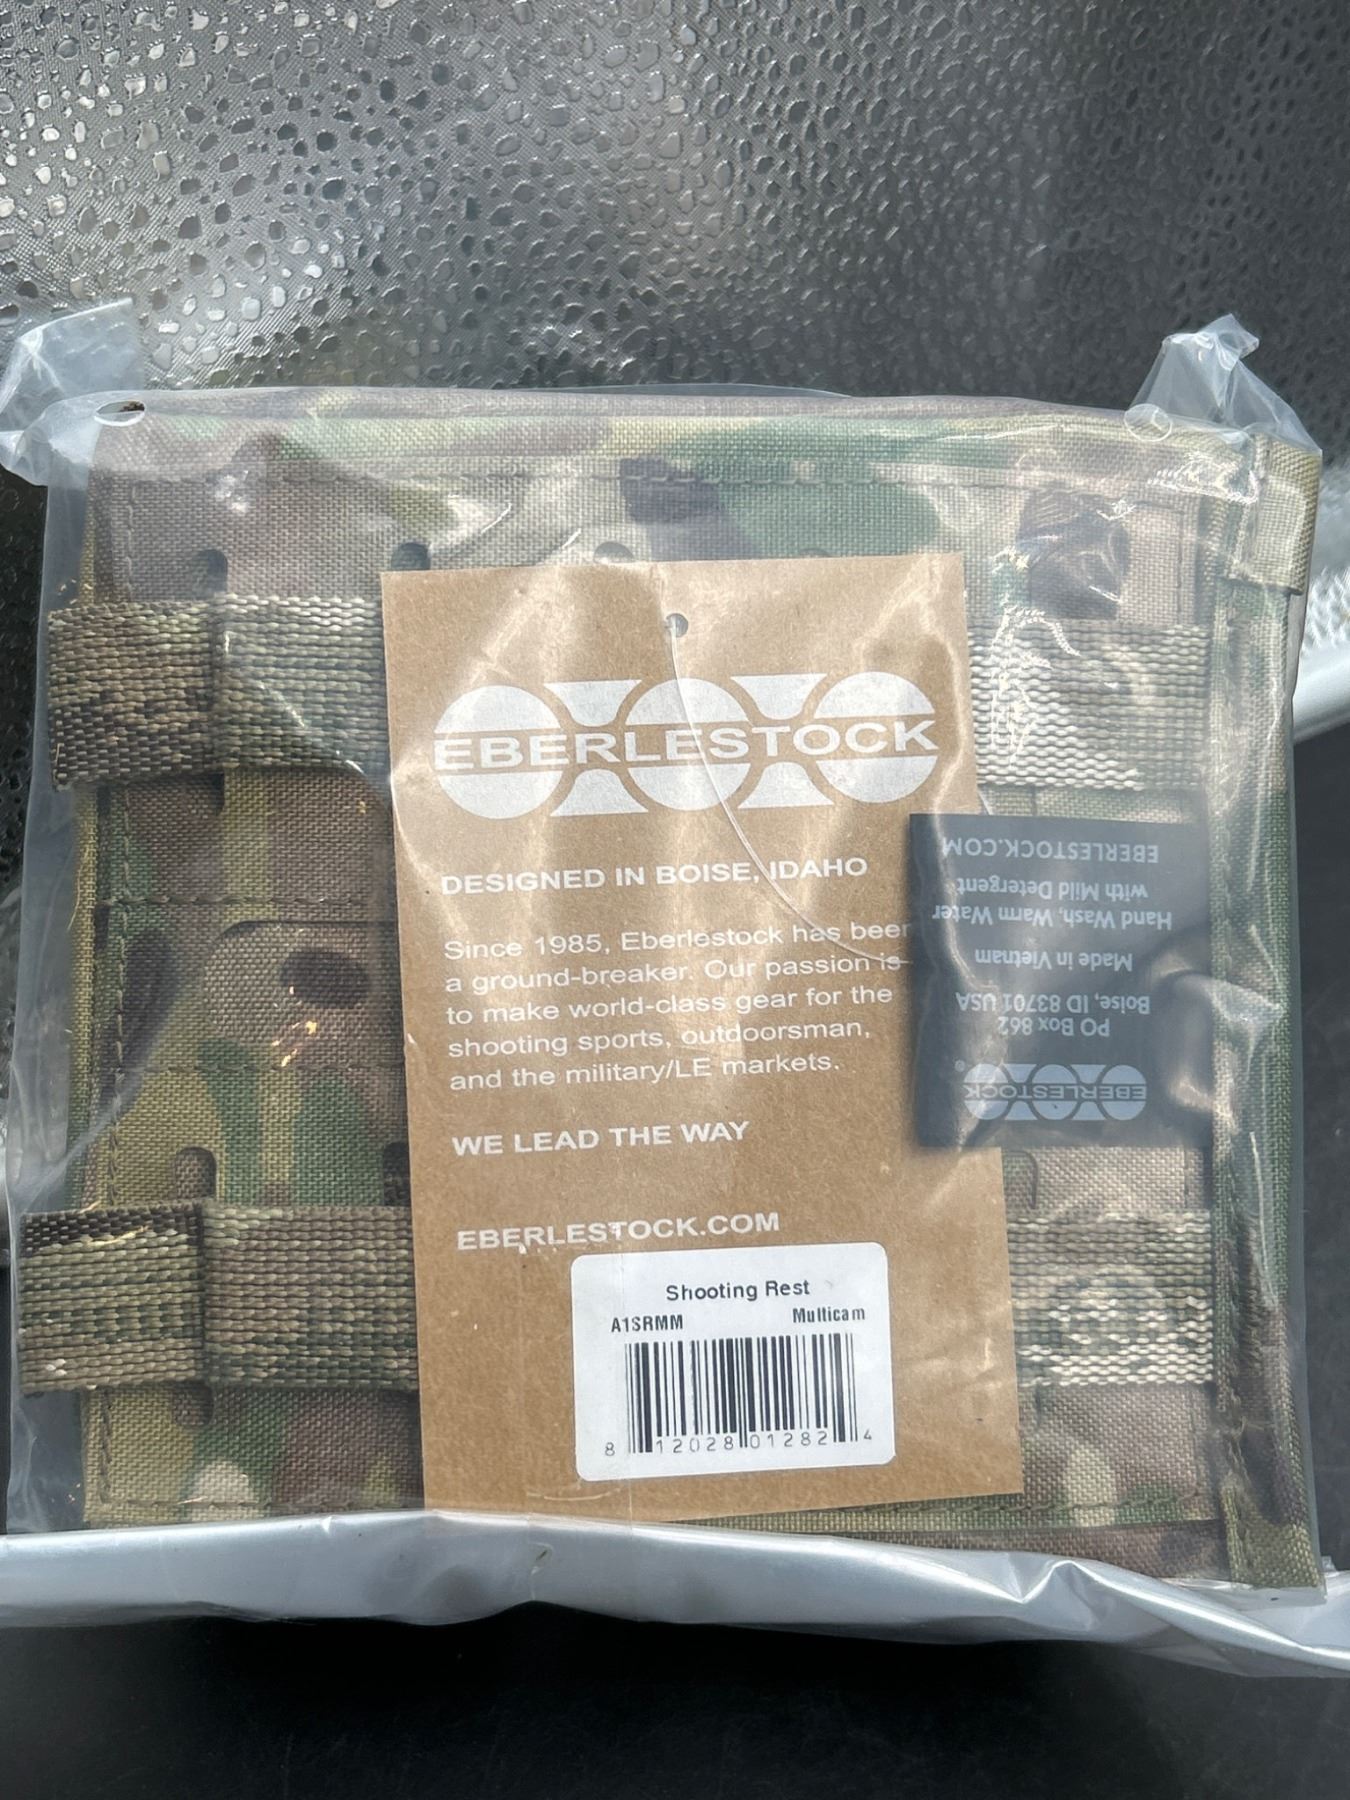 EBERLESTOCK
DESIGNED IN BOISE, IDAHO
Since 1985, Eberlestock has been
a ground-breaker. Our passion is
to make world-class gear for the
shooting sports, outdoorsman,
and the military/LE markets.
WE LEAD THE WAY
EBERLESTOCK.COM
Shooting Rest
A1SRMM Multicam
8 12028 01282 4
EBERLESTOCK®
PO Box 862
Boise, ID 83701 USA
Made in Vietnam
Hand Wash, Warm Water
with Mild Detergent
EBERLESTOCK.COM